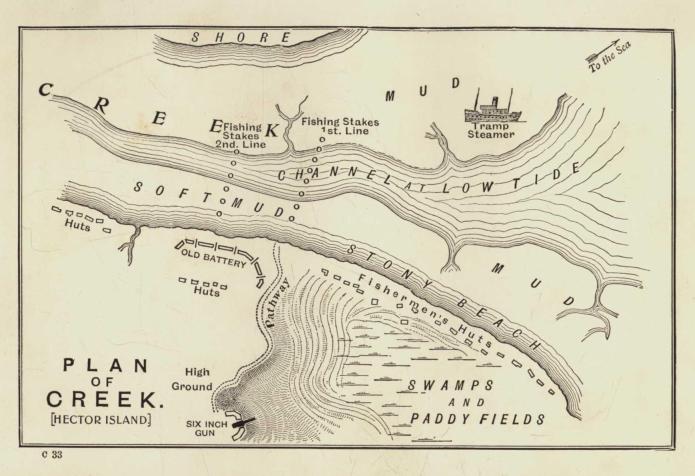 SHORE
To the Sea
CREEK
MUD
Fishing
Stakes
2nd. Line
Fishing Stakes
1st. Line
Tramp
Steamer
CHANNEL AT LOW TIDE
SOFT MUD
Huts
OLD BATTERY
Huts
Pathway
STONY BEACH
MUD
Fishermen's Huts
High
Ground
SIX INCH
GUN
SWAMPS
AND
PADDY FIELDS
PLAN
OF
CREEK.
[HECTOR ISLAND]
C 33